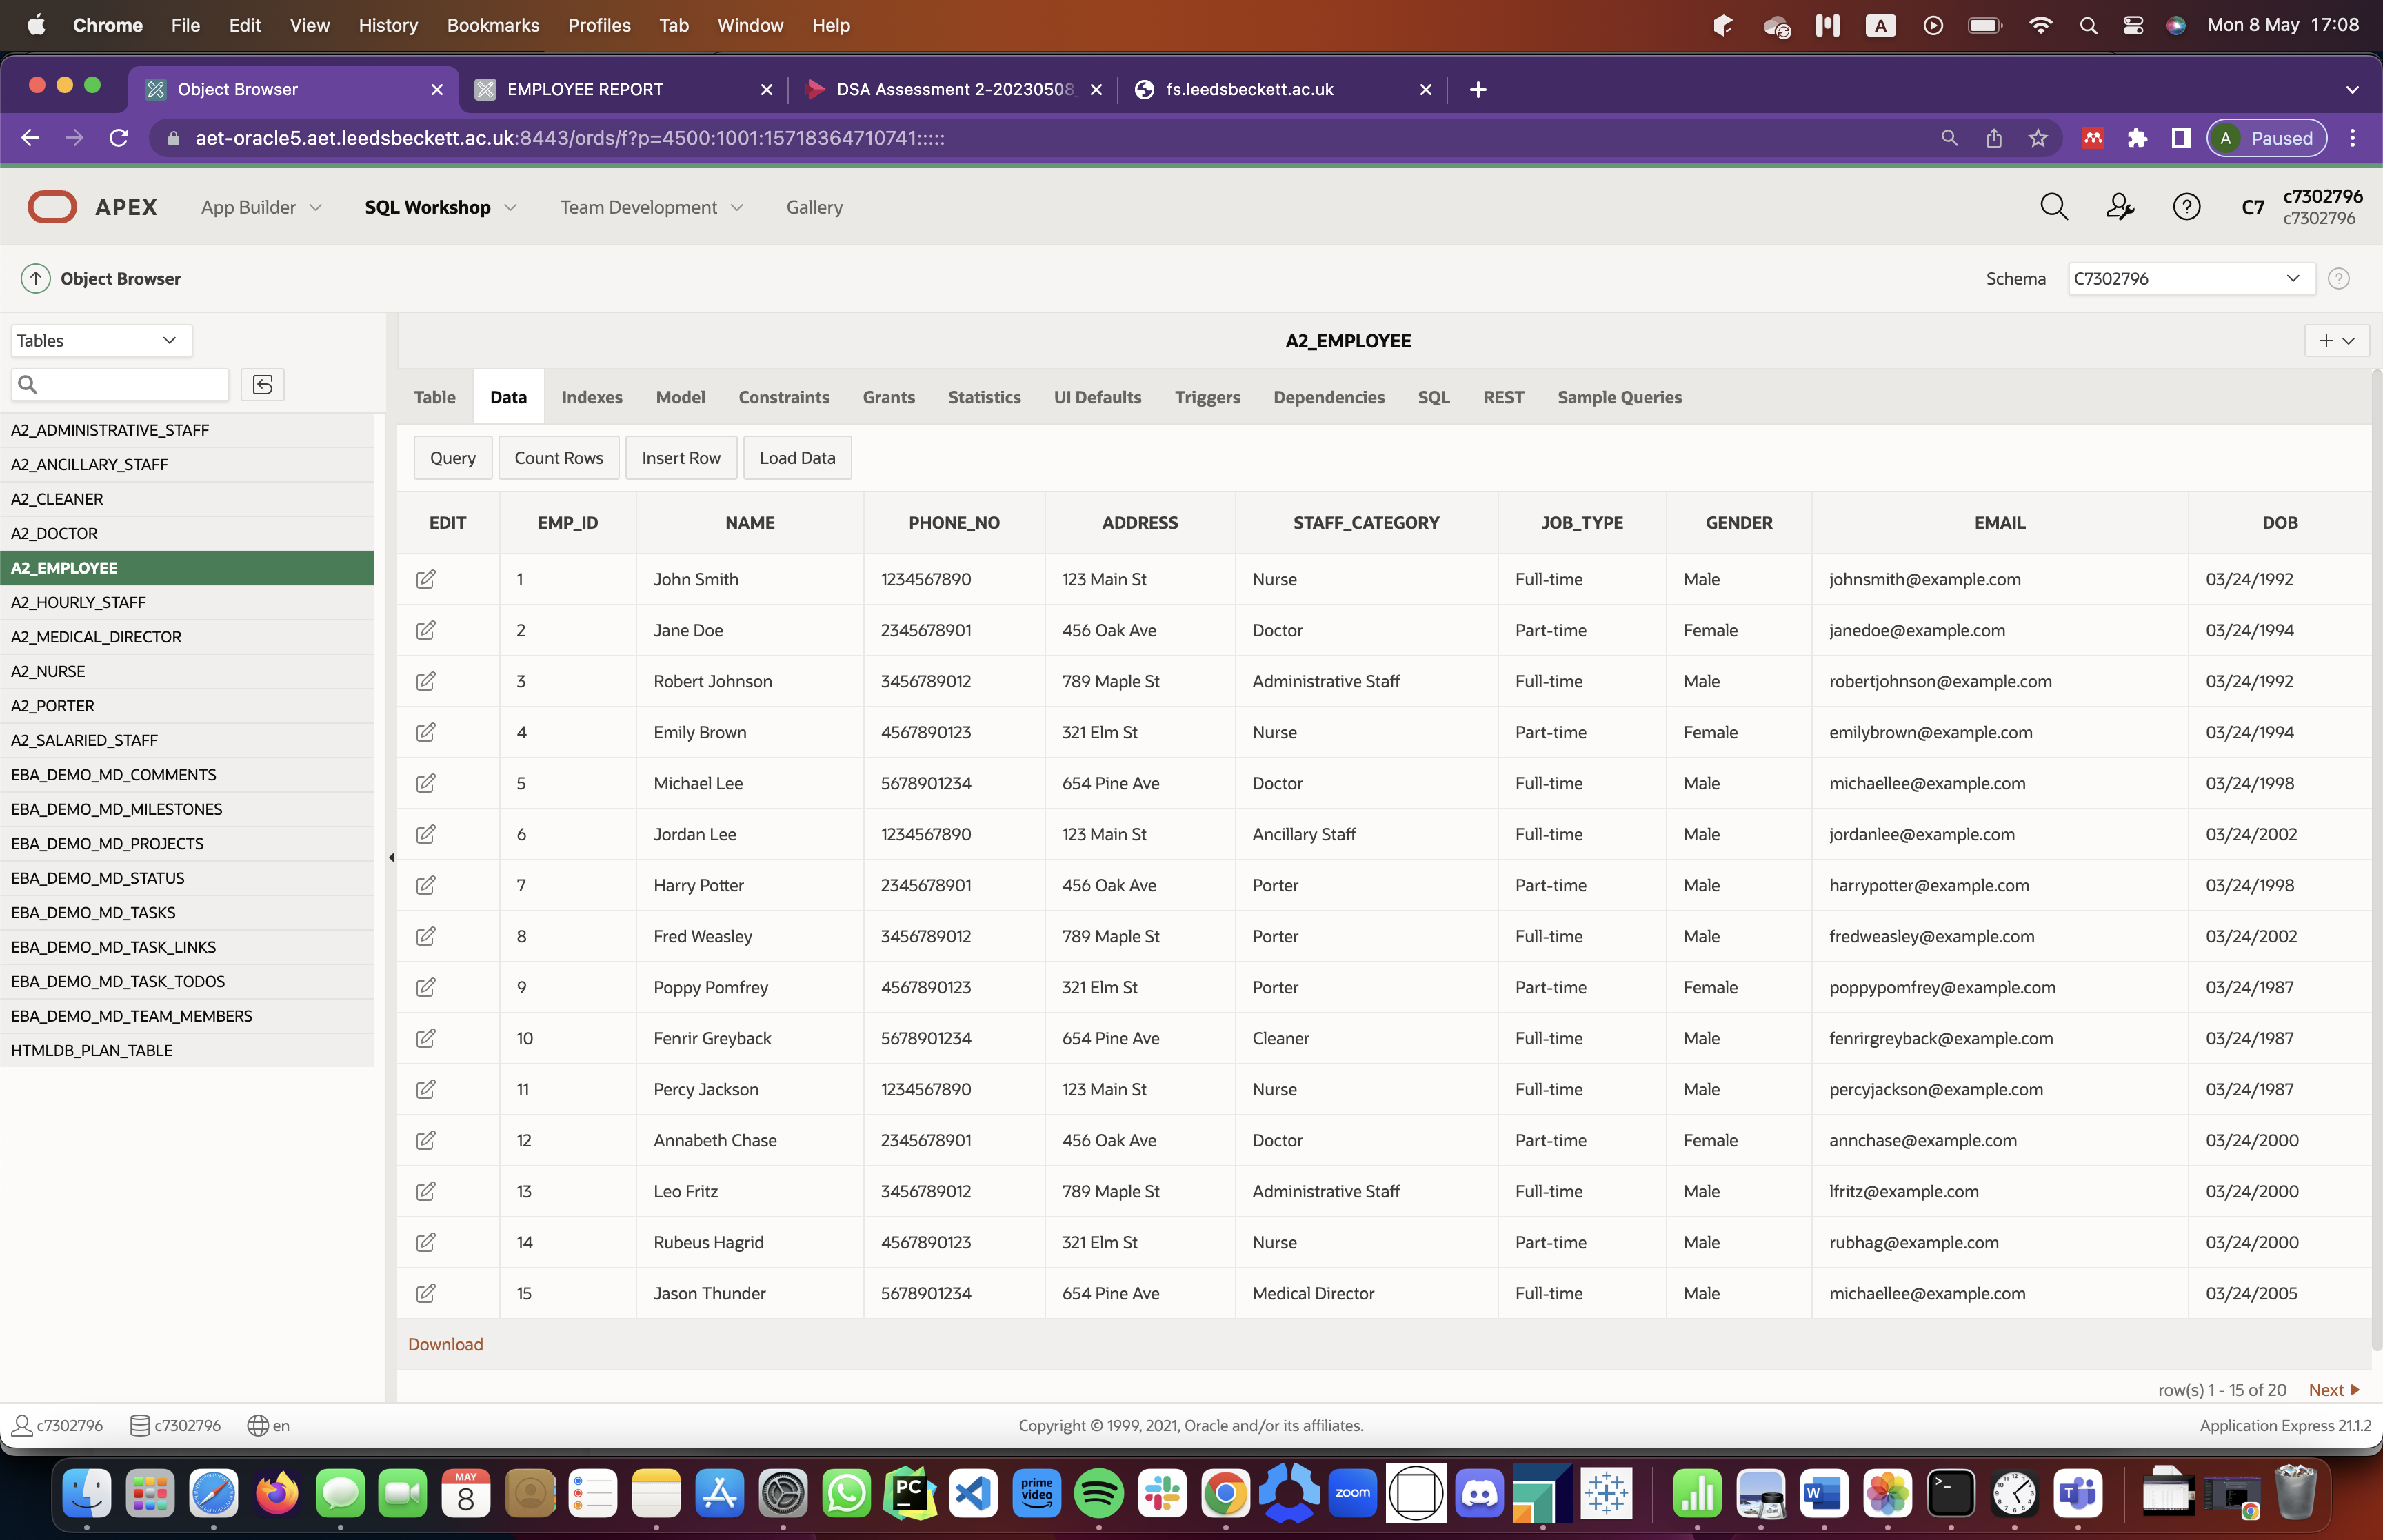 Chrome File Edit View History Bookmarks Profiles Tab Window Help A Mon 8 May 17:08
Object Browser EMPLOYEE REPORT DSA Assessment 2-20230508_ fs.leedsbeckett.ac.uk
aet-oracle5.aet.leedsbeckett.ac.uk:8443/ords/f?p=4500:1001:15718364710741::::: A Paused
APEX App Builder SQL Workshop Team Development Gallery C7 c7302796
c7302796
Object Browser Schema C7302796
Tables A2_EMPLOYEE
Table Data Indexes Model Constraints Grants Statistics UI Defaults Triggers Dependencies SQL REST Sample Queries
Query Count Rows Insert Row Load Data
A2_ADMINISTRATIVE_STAFF
A2_ANCILLARY_STAFF
A2_CLEANER
A2_DOCTOR
A2_EMPLOYEE
A2_HOURLY_STAFF
A2_MEDICAL_DIRECTOR
A2_NURSE
A2_PORTER
A2_SALARIED_STAFF
EBA_DEMO_MD_COMMENTS
EBA_DEMO_MD_MILESTONES
EBA_DEMO_MD_PROJECTS
EBA_DEMO_MD_STATUS
EBA_DEMO_MD_TASKS
EBA_DEMO_MD_TASK_LINKS
EBA_DEMO_MD_TASK_TODOS
EBA_DEMO_MD_TEAM_MEMBERS
HTMLDB_PLAN_TABLE
EDIT EMP_ID NAME PHONE_NO ADDRESS STAFF_CATEGORY JOB_TYPE GENDER EMAIL DOB
1 John Smith 1234567890 123 Main St Nurse Full-time Male johnsmith@example.com 03/24/1992
2 Jane Doe 2345678901 456 Oak Ave Doctor Part-time Female janedoe@example.com 03/24/1994
3 Robert Johnson 3456789012 789 Maple St Administrative Staff Full-time Male robertjohnson@example.com 03/24/1992
4 Emily Brown 4567890123 321 Elm St Nurse Part-time Female emilybrown@example.com 03/24/1994
5 Michael Lee 5678901234 654 Pine Ave Doctor Full-time Male michaellee@example.com 03/24/1998
6 Jordan Lee 1234567890 123 Main St Ancillary Staff Full-time Male jordanlee@example.com 03/24/2002
7 Harry Potter 2345678901 456 Oak Ave Porter Part-time Male harrypotter@example.com 03/24/1998
8 Fred Weasley 3456789012 789 Maple St Porter Full-time Male fredweasley@example.com 03/24/2002
9 Poppy Pomfrey 4567890123 321 Elm St Porter Part-time Female poppypomfrey@example.com 03/24/1987
10 Fenrir Greyback 5678901234 654 Pine Ave Cleaner Full-time Male fenrirgreyback@example.com 03/24/1987
11 Percy Jackson 1234567890 123 Main St Nurse Full-time Male percyjackson@example.com 03/24/1987
12 Annabeth Chase 2345678901 456 Oak Ave Doctor Part-time Female annchase@example.com 03/24/2000
13 Leo Fritz 3456789012 789 Maple St Administrative Staff Full-time Male lfritz@example.com 03/24/2000
14 Rubeus Hagrid 4567890123 321 Elm St Nurse Part-time Male rubhag@example.com 03/24/2000
15 Jason Thunder 5678901234 654 Pine Ave Medical Director Full-time Male michaellee@example.com 03/24/2005
Download
row(s) 1 - 15 of 20 Next
c7302796 c7302796 en Copyright © 1999, 2021, Oracle and/or its affiliates. Application Express 21.1.2
MAY
8 PC prime video zoom W T